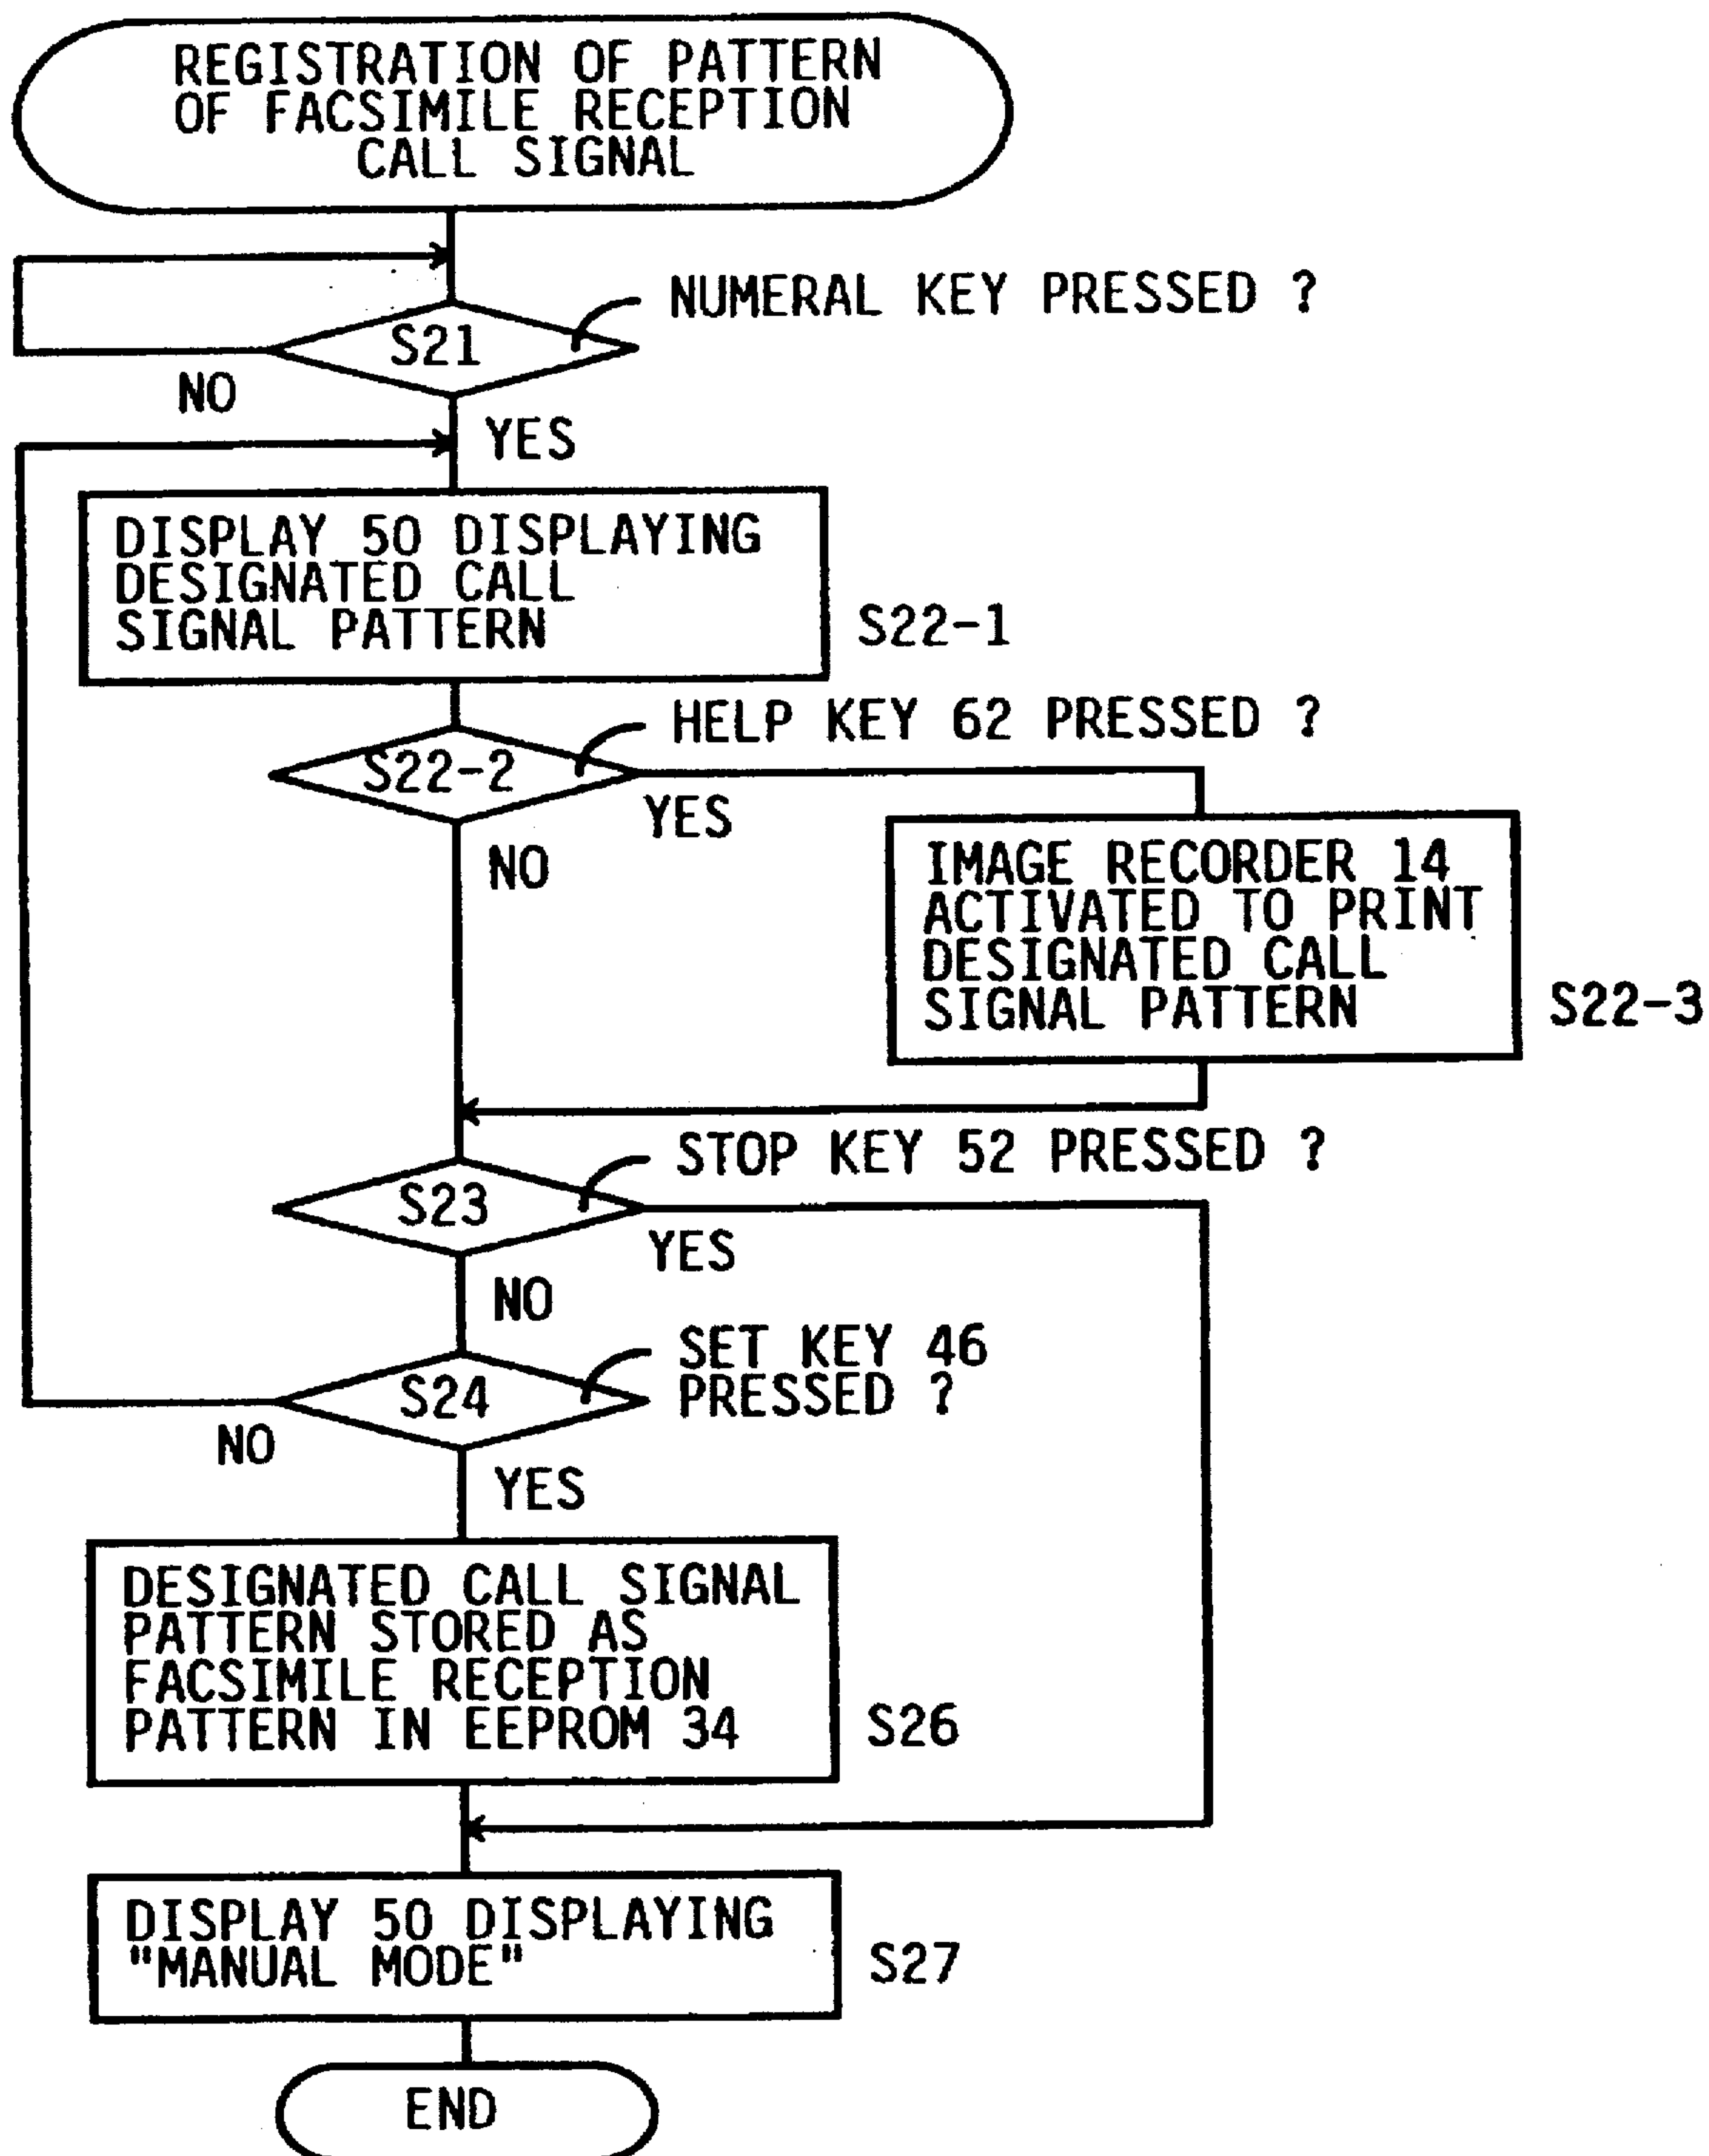 REGISTRATION OF PATTERN
OF FACSIMILE RECEPTION
CALL SIGNAL
NUMERAL KEY PRESSED ?
S21
NO
YES
DISPLAY 50 DISPLAYING
DESIGNATED CALL
SIGNAL PATTERN
S22-1
HELP KEY 62 PRESSED ?
S22-2
YES
NO
IMAGE RECORDER 14
ACTIVATED TO PRINT
DESIGNATED CALL
SIGNAL PATTERN
S22-3
STOP KEY 52 PRESSED ?
S23
YES
NO
SET KEY 46
PRESSED ?
S24
NO
YES
DESIGNATED CALL SIGNAL
PATTERN STORED AS
FACSIMILE RECEPTION
PATTERN IN EEPROM 34
S26
DISPLAY 50 DISPLAYING
"MANUAL MODE"
S27
END